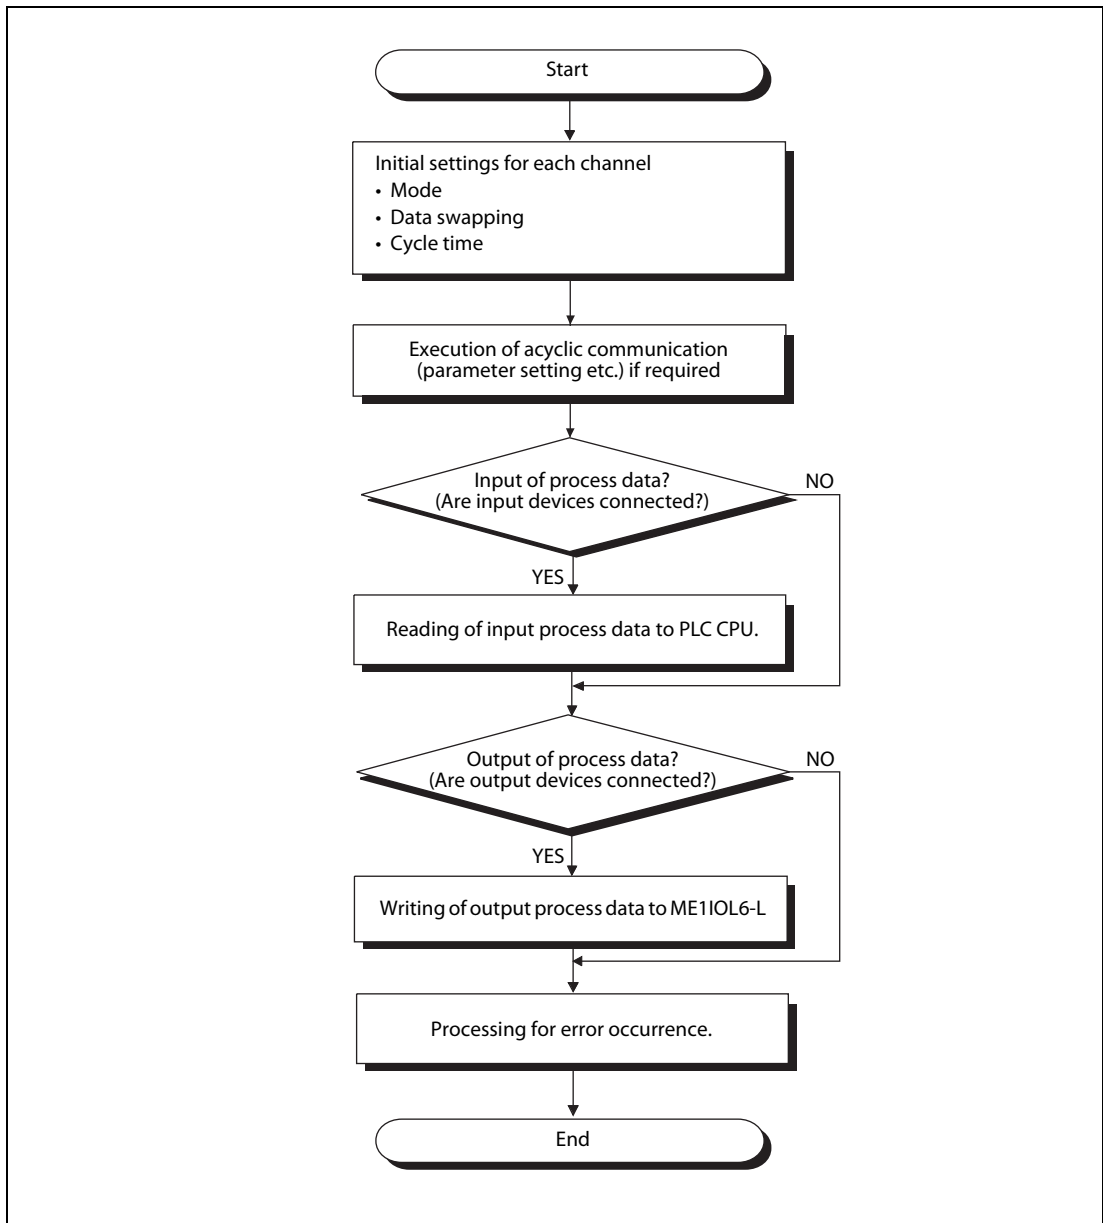 Start
Initial settings for each channel
• Mode
• Data swapping
• Cycle time
Execution of acyclic communication
(parameter setting etc.) if required
Input of process data?
(Are input devices connected?)
NO
YES
Reading of input process data to PLC CPU.
Output of process data?
(Are output devices connected?)
NO
YES
Writing of output process data to ME1IOL6-L
Processing for error occurrence.
End